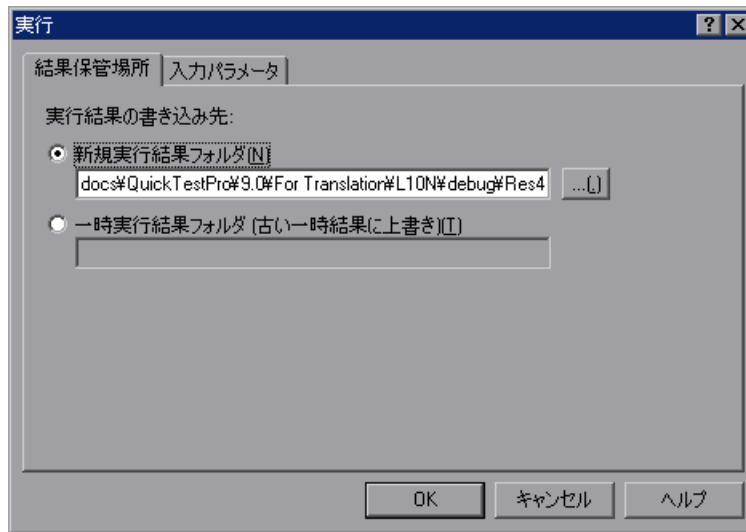 実行
結果保管場所 入力パラメータ
実行結果の書き込み先:
新規実行結果フォルダ(N)
docs¥QuickTestPro¥9.0¥For Translation¥L10N¥debug¥Res4 ...(.)
一時実行結果フォルダ (古い一時結果に上書き)(T)
OK キャンセル ヘルプ